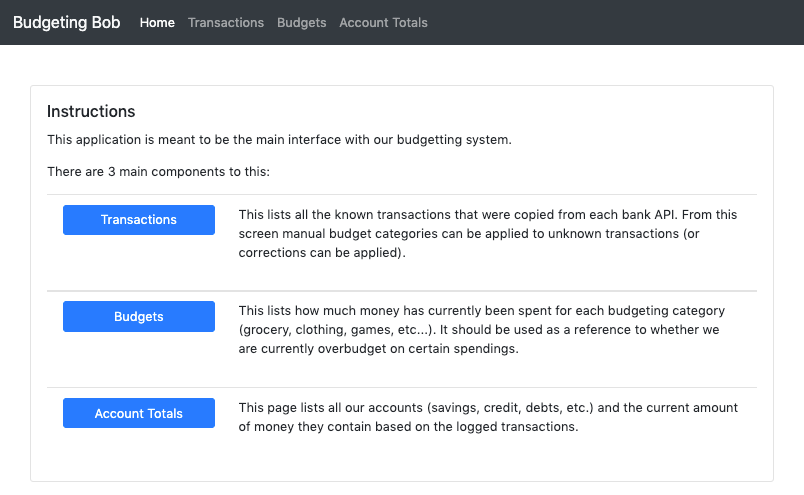 Budgeting Bob Home Transactions Budgets Account Totals
Instructions
This application is meant to be the main interface with our budgetting system.
There are 3 main components to this:
Transactions
This lists all the known transactions that were copied from each bank API. From this
screen manual budget categories can be applied to unknown transactions (or
corrections can be applied).
Budgets
This lists how much money has currently been spent for each budgeting category
(grocery, clothing, games, etc...). It should be used as a reference to whether we
are currently overbudget on certain spendings.
Account Totals
This page lists all our accounts (savings, credit, debts, etc.) and the current amount
of money they contain based on the logged transactions.